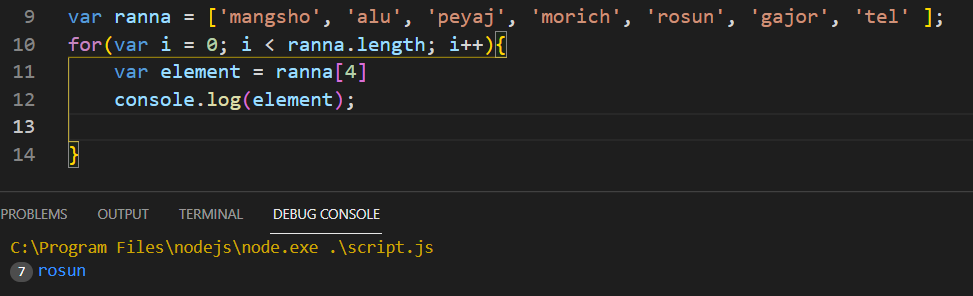 9 var ranna = ['mangsho', 'alu', 'peyaj', 'morich', 'rosun', 'gajor', 'tel' ];
10 for(var i = 0; i < ranna.length; i++){
11 var element = ranna[4]
12 console.log(element);
13
14 }
PROBLEMS OUTPUT TERMINAL DEBUG CONSOLE
C:\Program Files\nodejs\node.exe .\script.js
7 rosun